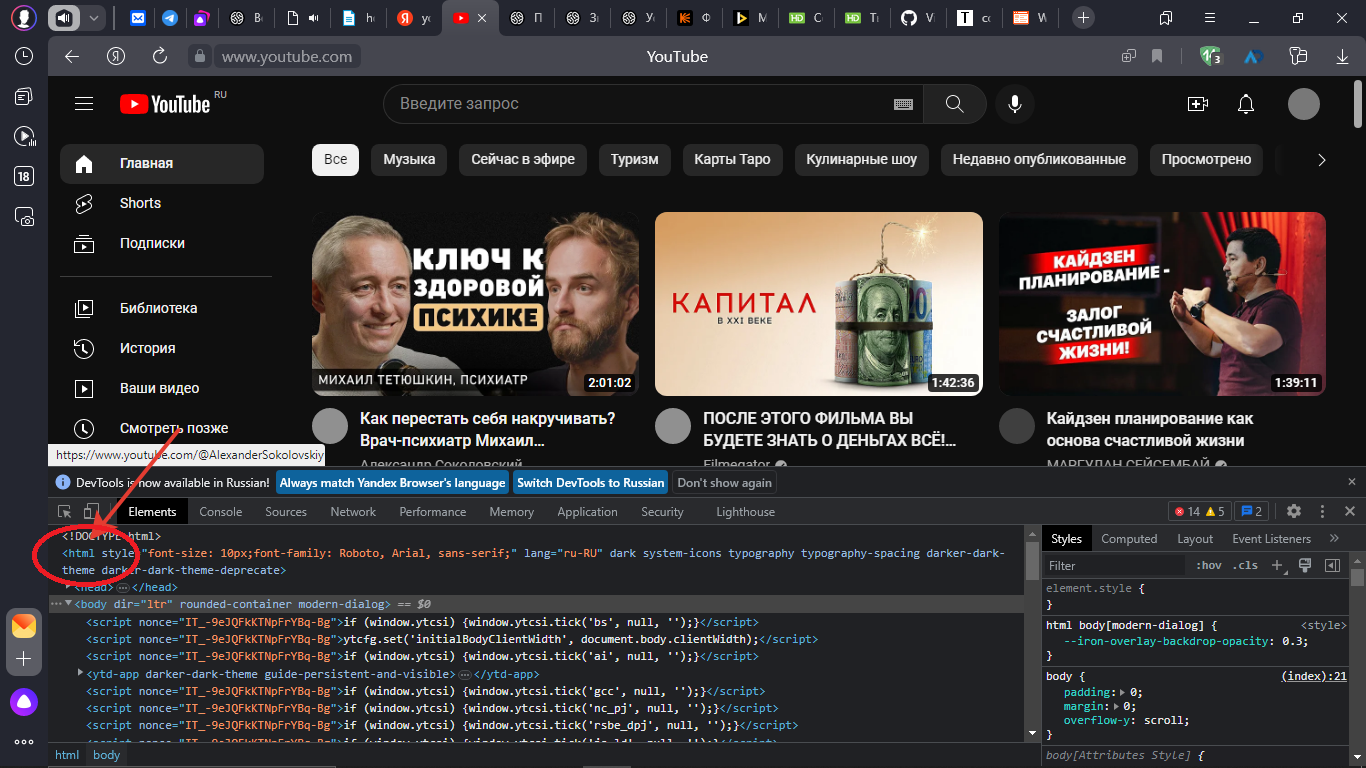 В
һ
ус
П
З
У
Ф
М
С
Т
V
сс
W
www.youtube.com
YouTube
3
18
YouTube RU
Введите запрос
Главная
Shorts
Подписки
Библиотека
История
Ваши видео
Смотреть позже
Все
Музыка
Сейчас в эфире
Туризм
Карты Таро
Кулинарные шоу
Недавно опубликованные
Просмотрено
КЛЮЧ К
ЗДОРОВОЙ
ПСИХИКЕ
МИХАИЛ ТЕТЮШКИН, ПСИХИАТР
2:01:02
КАПИТАЛ
В XXI ВЕКЕ
1:42:36
КАЙДЗЕН
ПЛАНИРОВАНИЕ -
ЗАЛОГ
СЧАСТЛИВОЙ
ЖИЗНИ!
1:39:11
Как перестать себя накручивать?
Врач-психиатр Михаил…
Александр Соколовский
ПОСЛЕ ЭТОГО ФИЛЬМА ВЫ
БУДЕТЕ ЗНАТЬ О ДЕНЬГАХ ВСЁ!…
Filmegator
Кайдзен планирование как
основа счастливой жизни
МАРГУЛАН СЕЙСЕМБАЙ
https://www.youtube.com/@AlexanderSokolovskiy
DevTools is now available in Russian!
Always match Yandex Browser's language
Switch DevTools to Russian
Don't show again
Elements
Console
Sources
Network
Performance
Memory
Application
Security
Lighthouse
14
5
2
<!DOCTYPE html>
<html style="font-size: 10px;font-family: Roboto, Arial, sans-serif;" lang="ru-RU" dark system-icons typography typography-spacing darker-dark-
theme darker-dark-theme-deprecate>
<head>…</head>
<body dir="ltr" rounded-container modern-dialog> == $0
<script nonce="IT_-9eJQFkKTNpFrYBq-Bg">if (window.ytcsi) {window.ytcsi.tick('bs', null, '');}</script>
<script nonce="IT_-9eJQFkKTNpFrYBq-Bg">ytcfg.set('initialBodyClientWidth', document.body.clientWidth);</script>
<script nonce="IT_-9eJQFkKTNpFrYBq-Bg">if (window.ytcsi) {window.ytcsi.tick('ai', null, '');}</script>
<ytd-app darker-dark-theme guide-persistent-and-visible>…</ytd-app>
<script nonce="IT_-9eJQFkKTNpFrYBq-Bg">if (window.ytcsi) {window.ytcsi.tick('gcc', null, '');}</script>
<script nonce="IT_-9eJQFkKTNpFrYBq-Bg">if (window.ytcsi) {window.ytcsi.tick('nc_pj', null, '');}</script>
<script nonce="IT_-9eJQFkKTNpFrYBq-Bg">if (window.ytcsi) {window.ytcsi.tick('rsbe_dpj', null, '');}</script>
html
body
Styles
Computed
Layout
Event Listeners
Filter
:hov
.cls
element.style {
}
html body[modern-dialog] {
<style>
--iron-overlay-backdrop-opacity: 0.3;
}
body {
(index):21
padding: 0;
margin: 0;
overflow-y: scroll;
}
body[Attributes Style] {